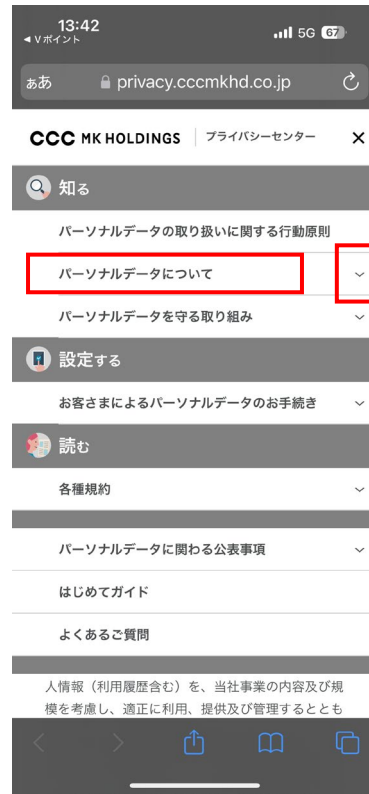 13:42
◀ Vポイント
5G 67
ぁあ privacy.cccmkhd.co.jp
CCC MK HOLDINGS プライバシーセンター ×
知る
パーソナルデータの取り扱いに関する行動原則
パーソナルデータについて
パーソナルデータを守る取り組み
設定する
お客さまによるパーソナルデータのお手続き
読む
各種規約
パーソナルデータに関わる公表事項
はじめてガイド
よくあるご質問
人情報（利用履歴含む）を、当社事業の内容及び規
模を考慮し、適正に利用、提供及び管理するととも